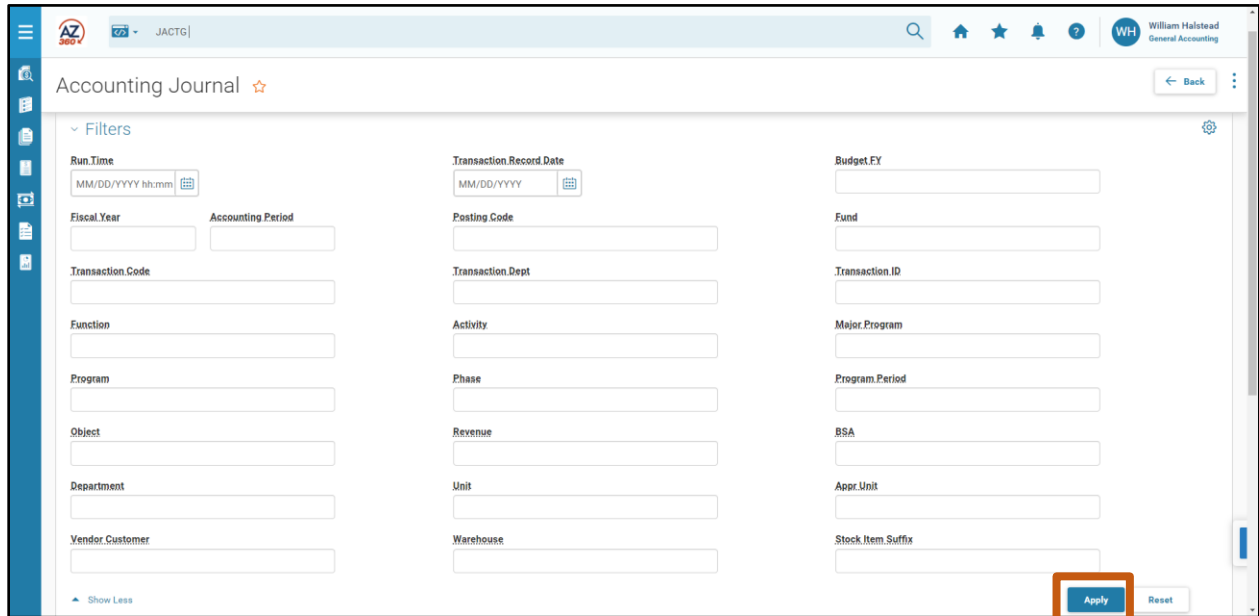 AZ
360
JACTG
WH
William Halstead
General Accounting
Accounting Journal
Back
Filters
Run Time
Transaction Record Date
Budget FY
MM/DD/YYYY hh:mm
MM/DD/YYYY
Fiscal Year
Accounting Period
Posting Code
Fund
Transaction Code
Transaction Dept
Transaction ID
Function
Activity
Major Program
Program
Phase
Program Period
Object
Revenue
BSA
Department
Unit
Appr Unit
Vendor Customer
Warehouse
Stock Item Suffix
Show Less
Apply
Reset